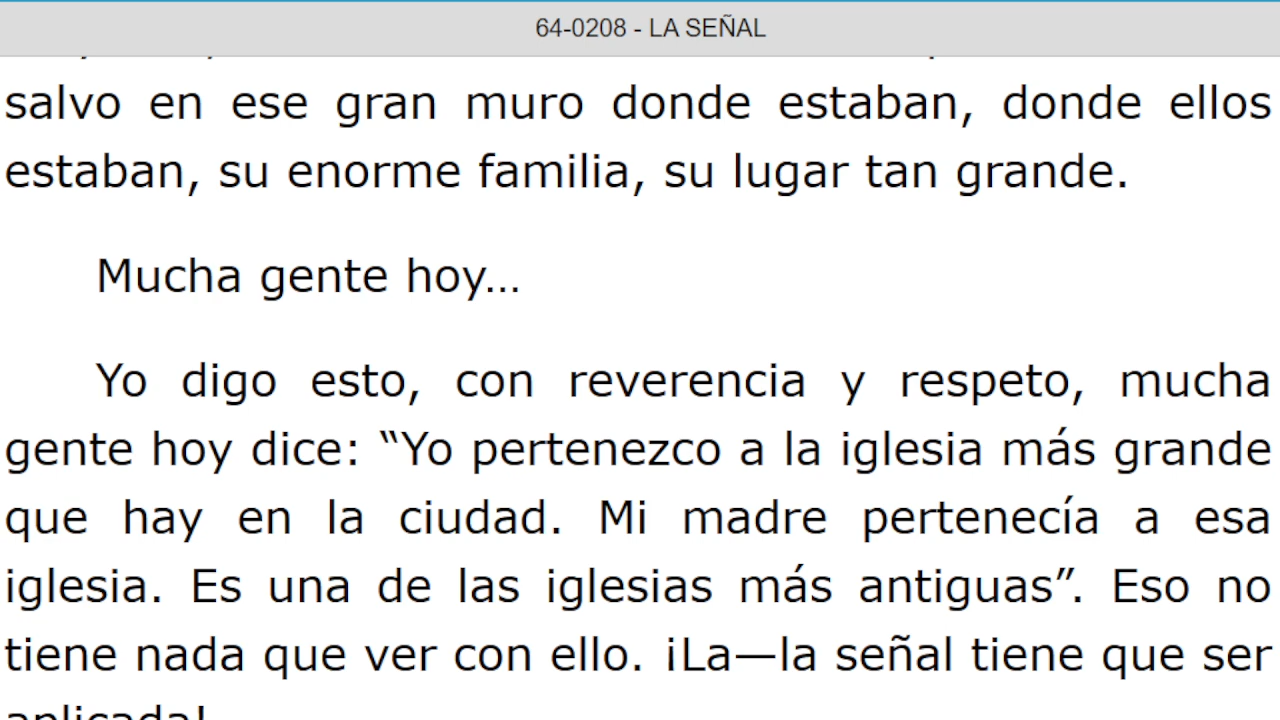 64-0208 - LA SEÑAL
salvo en ese gran muro donde estaban, donde ellos
estaban, su enorme familia, su lugar tan grande.
Mucha gente hoy…
Yo digo esto, con reverencia y respeto, mucha
gente hoy dice: “Yo pertenezco a la iglesia más grande
que hay en la ciudad. Mi madre pertenecía a esa
iglesia. Es una de las iglesias más antiguas”. Eso no
tiene nada que ver con ello. ¡La—la señal tiene que ser
aplicada!